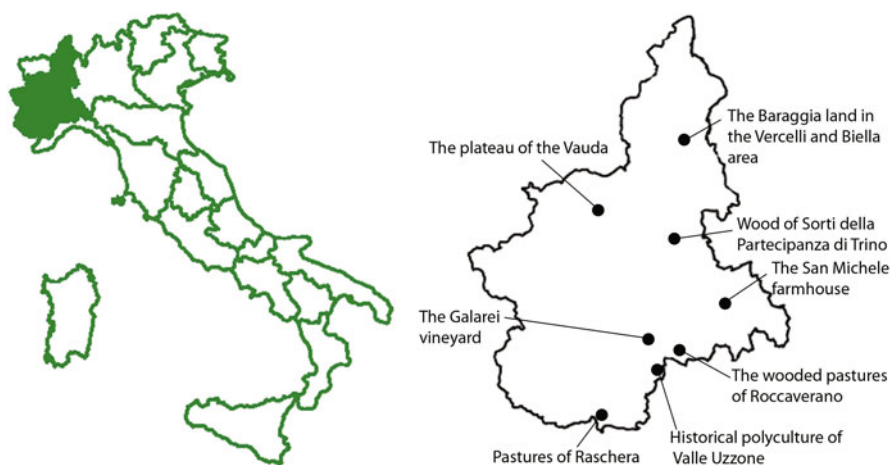 The Baraggia land in
the Vercelli and Biella
area
The plateau of the Vauda
Wood of Sorti della
Partecipanza di Trino
The San Michele
farmhouse
The Galarei
vineyard
The wooded pastures
of Roccaverano
Historical polyculture of
Valle Uzzone
Pastures of Raschera